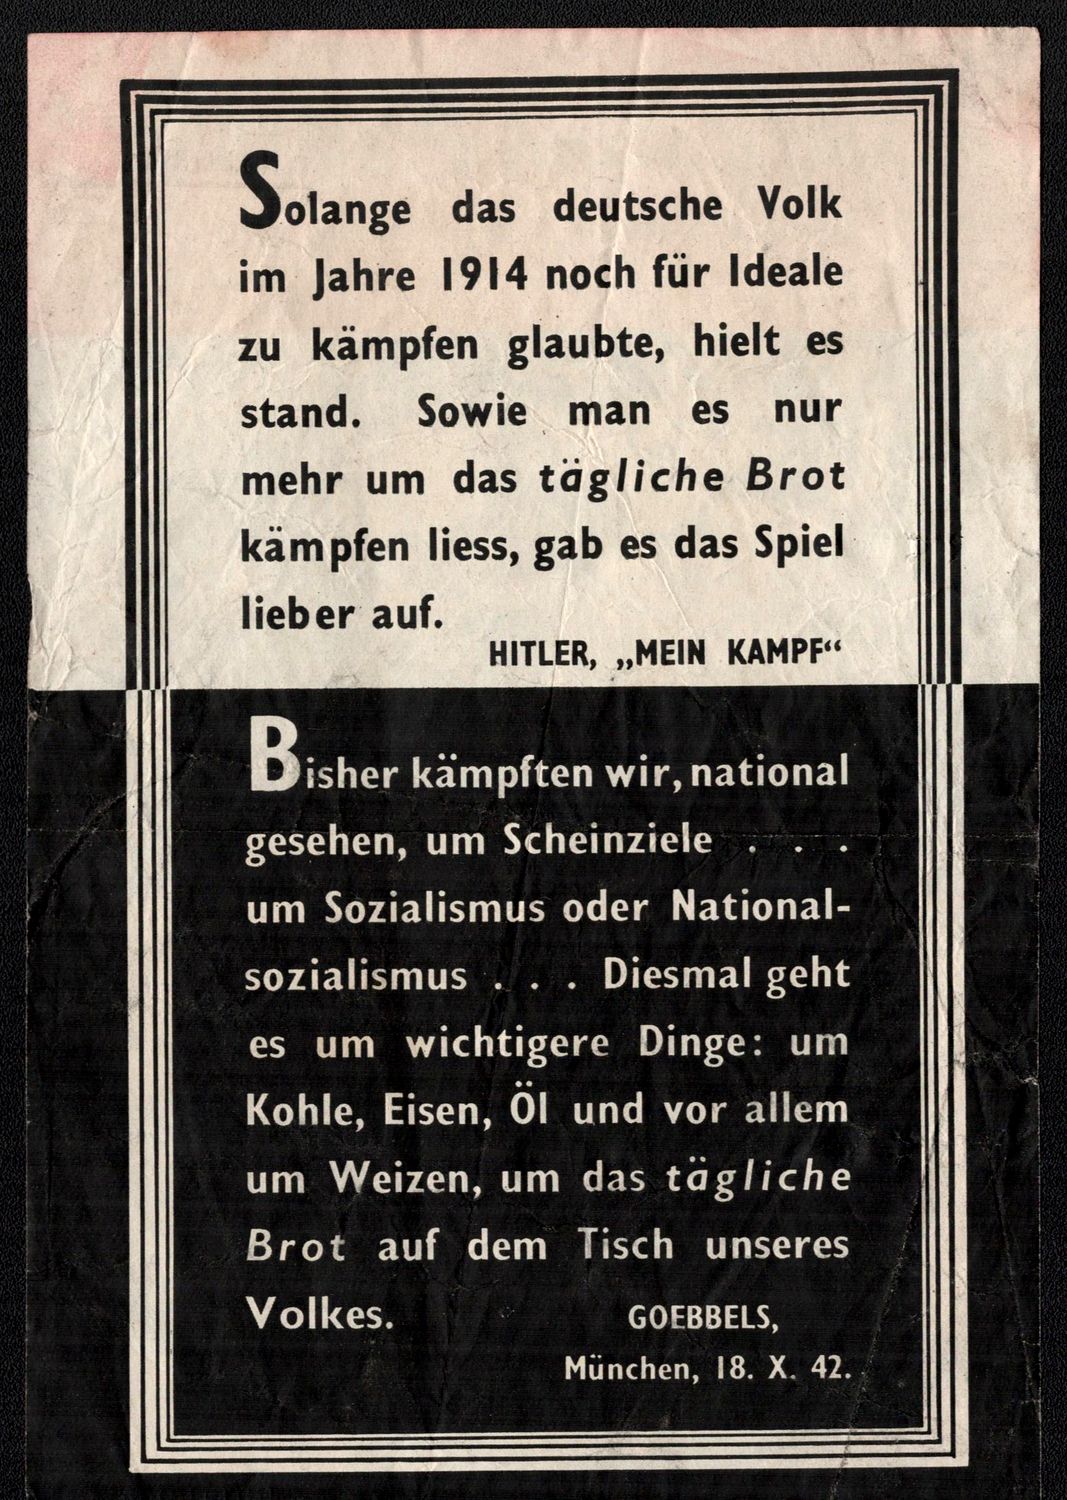 Solange das deutsche Volk
im Jahre 1914 noch für Ideale
zu kämpfen glaubte, hielt es
stand. Sowie man es nur
mehr um das tägliche Brot
kämpfen liess, gab es das Spiel
lieber auf.
HITLER, „MEIN KAMPF“
Bisher kämpften wir, national
gesehen, um Scheinziele . . .
um Sozialismus oder National-
sozialismus . . . Diesmal geht
es um wichtigere Dinge: um
Kohle, Eisen, Öl und vor allem
um Weizen, um das tägliche
Brot auf dem Tisch unseres
Volkes. GOEBBELS,
München, 18. X. 42.